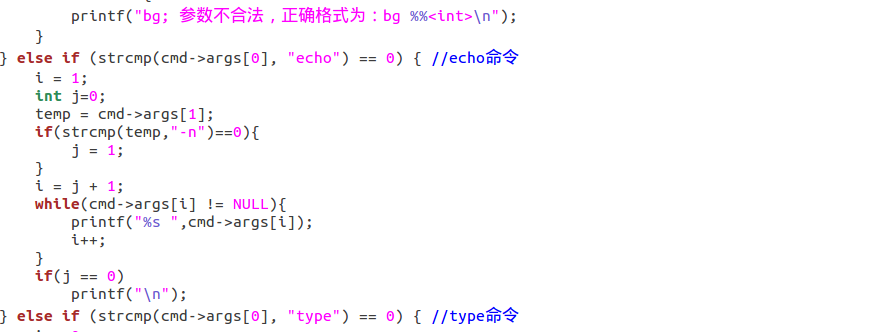 printf("bg; 参数不合法，正确格式为：bg %%<int>\n");
}
} else if (strcmp(cmd->args[0], "echo") == 0) { //echo命令
i = 1;
int j=0;
temp = cmd->args[1];
if(strcmp(temp,"-n")==0){
j = 1;
}
i = j + 1;
while(cmd->args[i] != NULL){
printf("%s ",cmd->args[i]);
i++;
}
if(j == 0)
printf("\n");
} else if (strcmp(cmd->args[0], "type") == 0) { //type命令